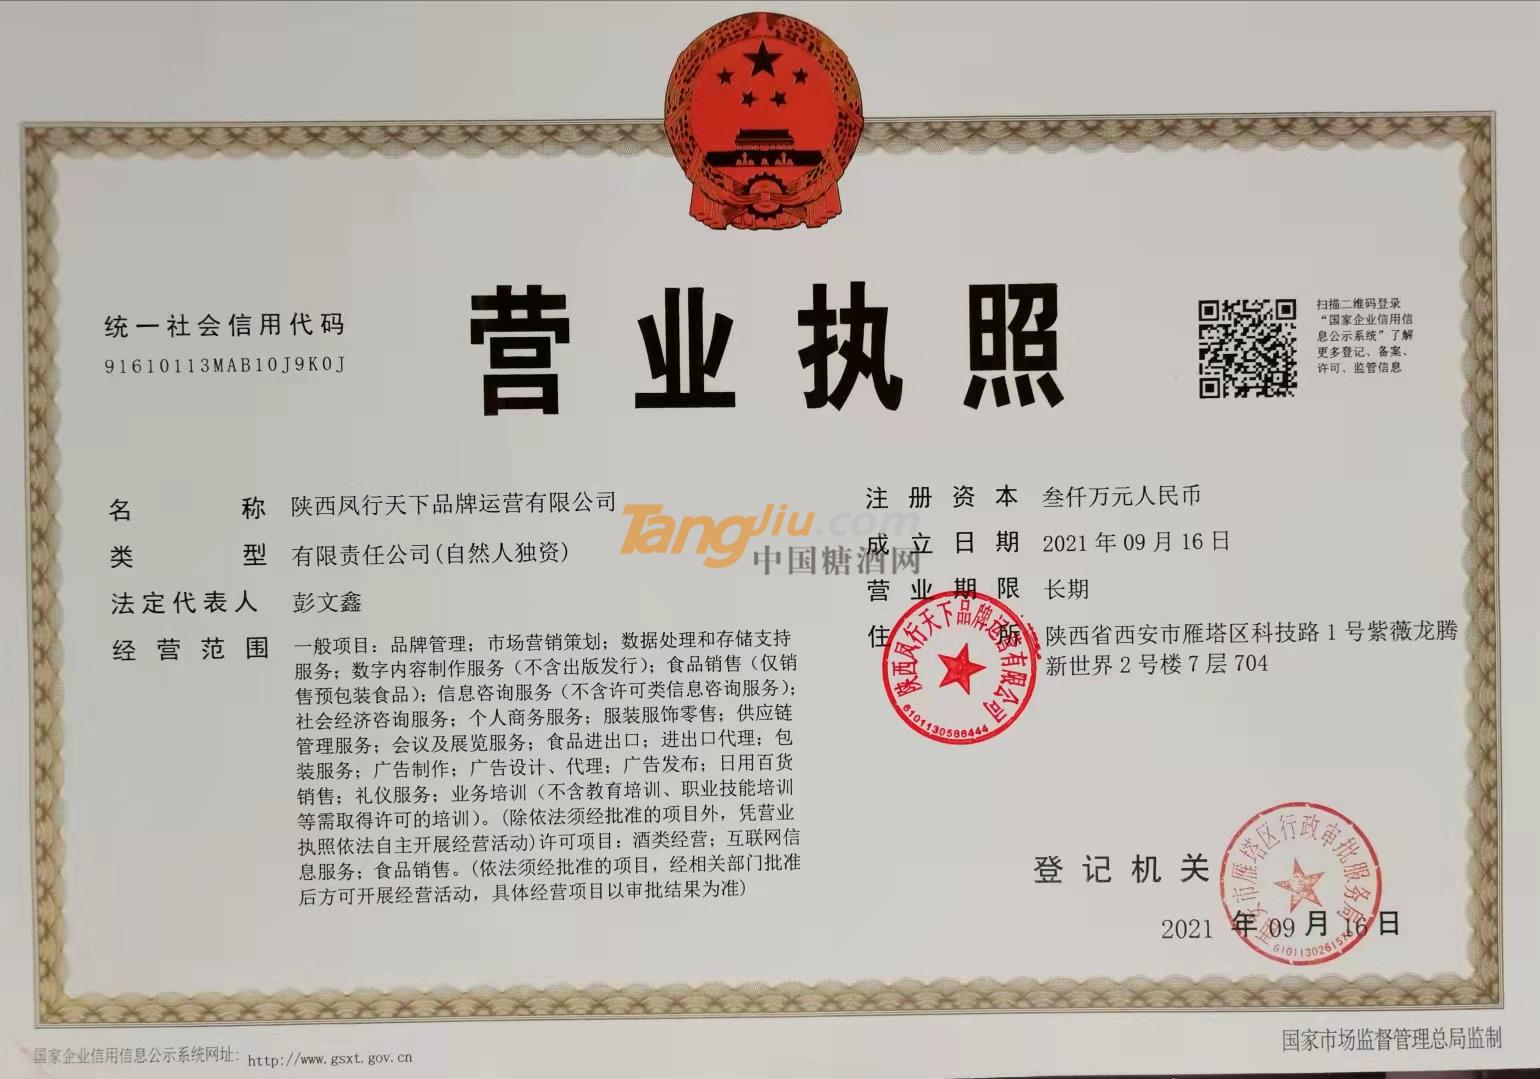 营业执照
统一社会信用代码
91610113MAB10J9K0J
扫描二维码登录
“国家企业信用信
息公示系统”了解
更多登记、备案、
许可、监管信息
名称 陕西凤行天下品牌运营有限公司
类型 有限责任公司(自然人独资)
法定代表人 彭文鑫
经营范围 一般项目：品牌管理；市场营销策划；数据处理和存储支持
服务；数字内容制作服务（不含出版发行）；食品销售（仅销
售预包装食品）；信息咨询服务（不含许可类信息咨询服务）；
社会经济咨询服务；个人商务服务；服装服饰零售；供应链
管理服务；会议及展览服务；食品进出口；进出口代理；包
装服务；广告制作；广告设计、代理；广告发布；日用百货
销售；礼仪服务；业务培训（不含教育培训、职业技能培训
等需取得许可的培训）。(除依法须经批准的项目外，凭营业
执照依法自主开展经营活动)许可项目：酒类经营；互联网信
息服务；食品销售。(依法须经批准的项目，经相关部门批准
后方可开展经营活动，具体经营项目以审批结果为准)
注册资本 叁仟万元人民币
成立日期 2021年09月16日
营业期限 长期
住所 陕西省西安市雁塔区科技路1号紫薇龙腾
新世界2号楼7层704
TangJiu.com
中国糖酒网
陕西凤行天下品牌运营有限公司
6101130586444
登记机关
西安市雁塔区行政审批服务局
2021年09月16日
国家企业信用信息公示系统网址：http://www.gsxt.gov.cn
国家市场监督管理总局监制